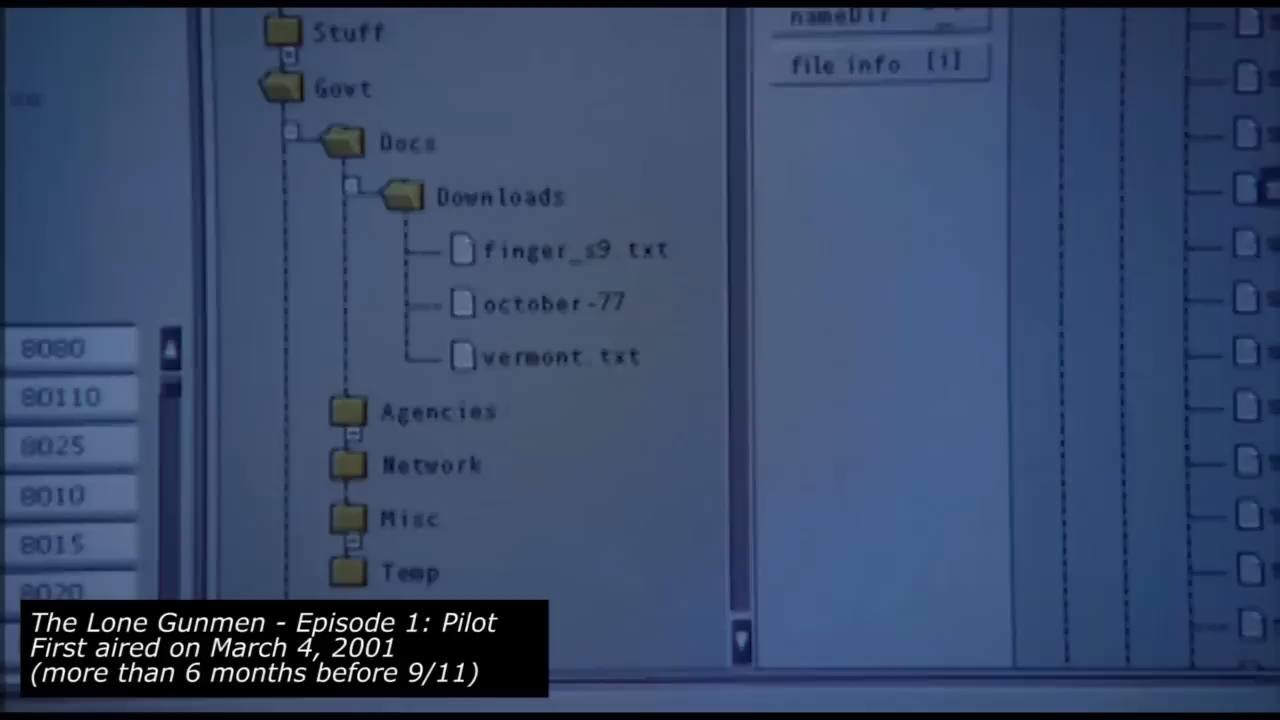 Stuff
Govt
Docs
Downloads
finger_s9.txt
october-77
vermont.txt
Agencies
Network
Misc
Temp
nameDir
file info [i]
8080
80110
8025
8010
8015
8020
The Lone Gunmen - Episode 1: Pilot
First aired on March 4, 2001
(more than 6 months before 9/11)